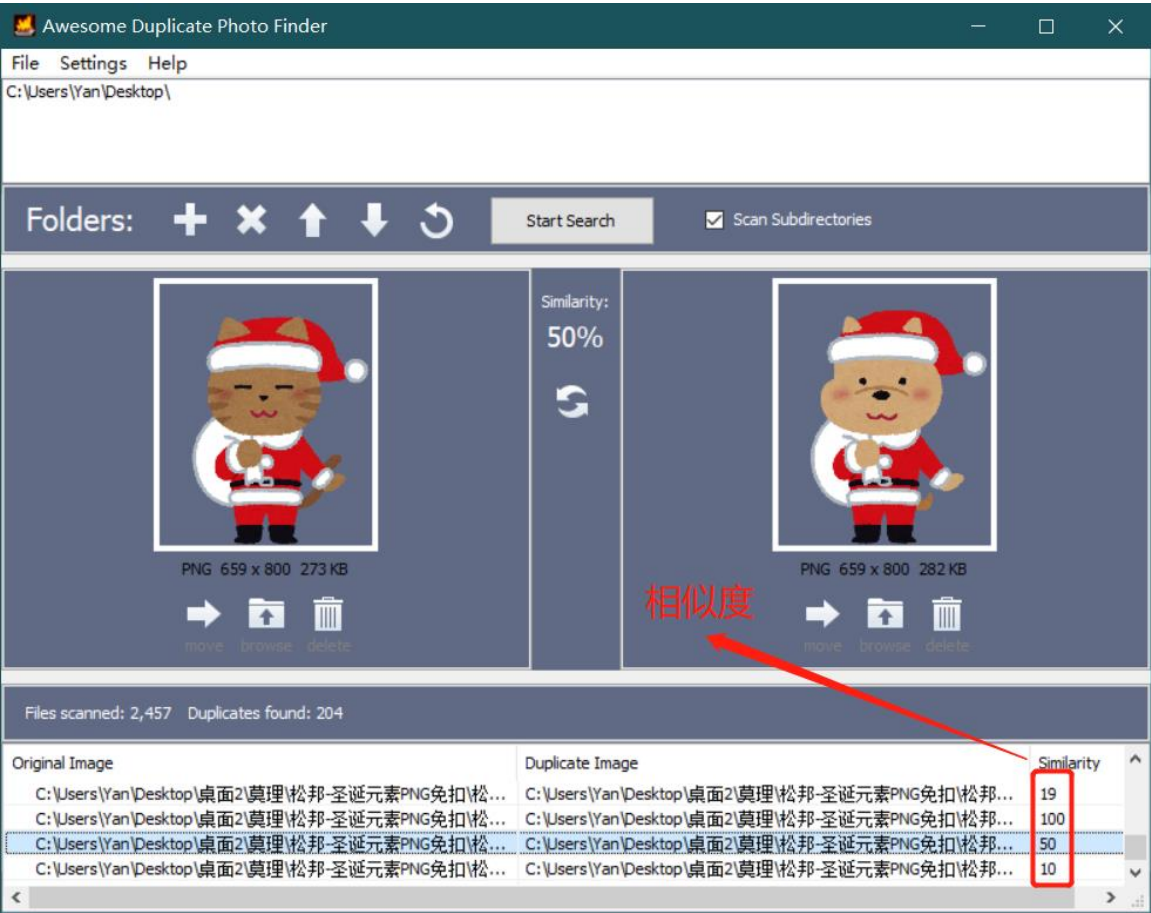 Awesome Duplicate Photo Finder
File Settings Help
C:\Users\Yan\Desktop\
Folders: Start Search Scan Subdirectories
Similarity:
50%
PNG 659 x 800 273 KB
move browse delete
PNG 659 x 800 282 KB
move browse delete
相似度
Files scanned: 2,457 Duplicates found: 204
Original Image Duplicate Image Similarity
C:\Users\Yan\Desktop\桌面2\莫理\松邦-圣诞元素PNG免扣\松... C:\Users\Yan\Desktop\桌面2\莫理\松邦-圣诞元素PNG免扣\松邦... 19
C:\Users\Yan\Desktop\桌面2\莫理\松邦-圣诞元素PNG免扣\松... C:\Users\Yan\Desktop\桌面2\莫理\松邦-圣诞元素PNG免扣\松邦... 100
C:\Users\Yan\Desktop\桌面2\莫理\松邦-圣诞元素PNG免扣\松... C:\Users\Yan\Desktop\桌面2\莫理\松邦-圣诞元素PNG免扣\松邦... 50
C:\Users\Yan\Desktop\桌面2\莫理\松邦-圣诞元素PNG免扣\松... C:\Users\Yan\Desktop\桌面2\莫理\松邦-圣诞元素PNG免扣\松邦... 10